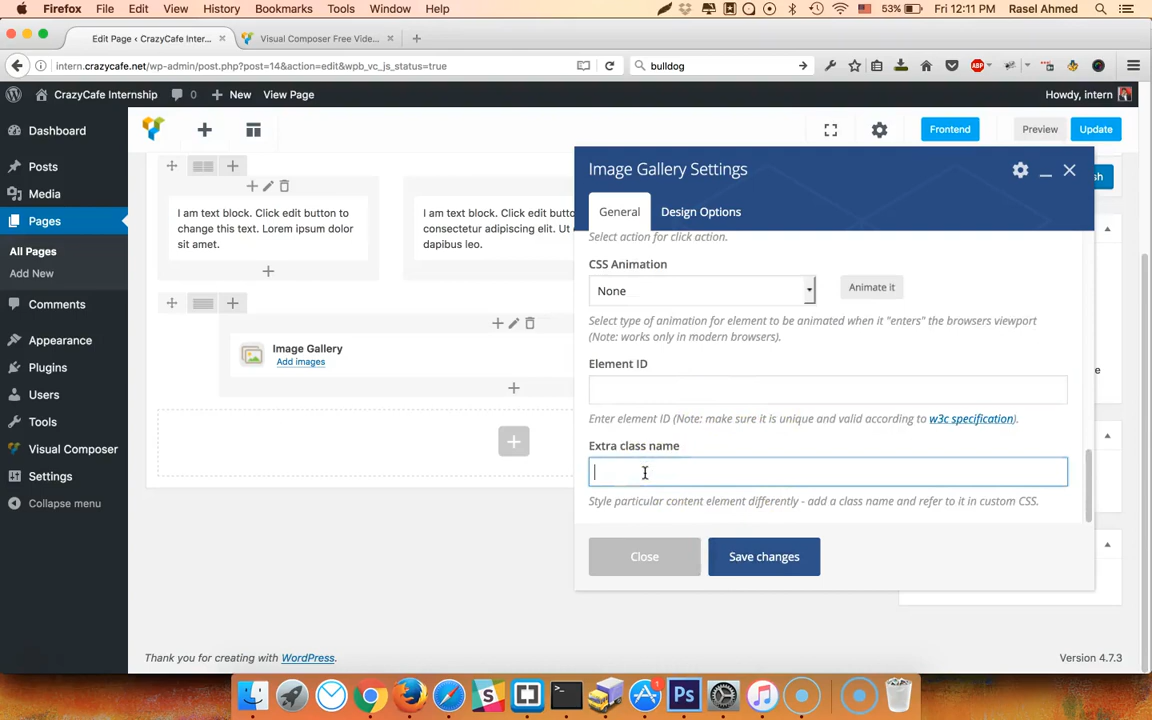 Firefox File Edit View History Bookmarks Tools Window Help 53% Fri 12:11 PM Rasel Ahmed
Edit Page ‹ CrazyCafe Inter... × Visual Composer Free Vide... × +
intern.crazycafe.net/wp-admin/post.php?post=14&action=edit&wpb_vc_js_status=true bulldog ABP
CrazyCafe Internship 0 + New View Page Howdy, intern
Dashboard
Posts
Media
Pages
All Pages
Add New
Comments
Appearance
Plugins
Users
Tools
Visual Composer
Settings
Collapse menu
Frontend Preview Update
I am text block. Click edit button to
change this text. Lorem ipsum dolor
sit amet.
I am text block. Click edit butto
consectetur adipiscing elit. Ut
dapibus leo.
Image Gallery
Add images
Image Gallery Settings
General Design Options
Select action for click action.
CSS Animation
None Animate it
Select type of animation for element to be animated when it "enters" the browsers viewport
(Note: works only in modern browsers).
Element ID
Enter element ID (Note: make sure it is unique and valid according to w3c specification).
Extra class name
Style particular content element differently - add a class name and refer to it in custom CSS.
Close Save changes
sh
e
Thank you for creating with WordPress. Version 4.7.3
Ps
1